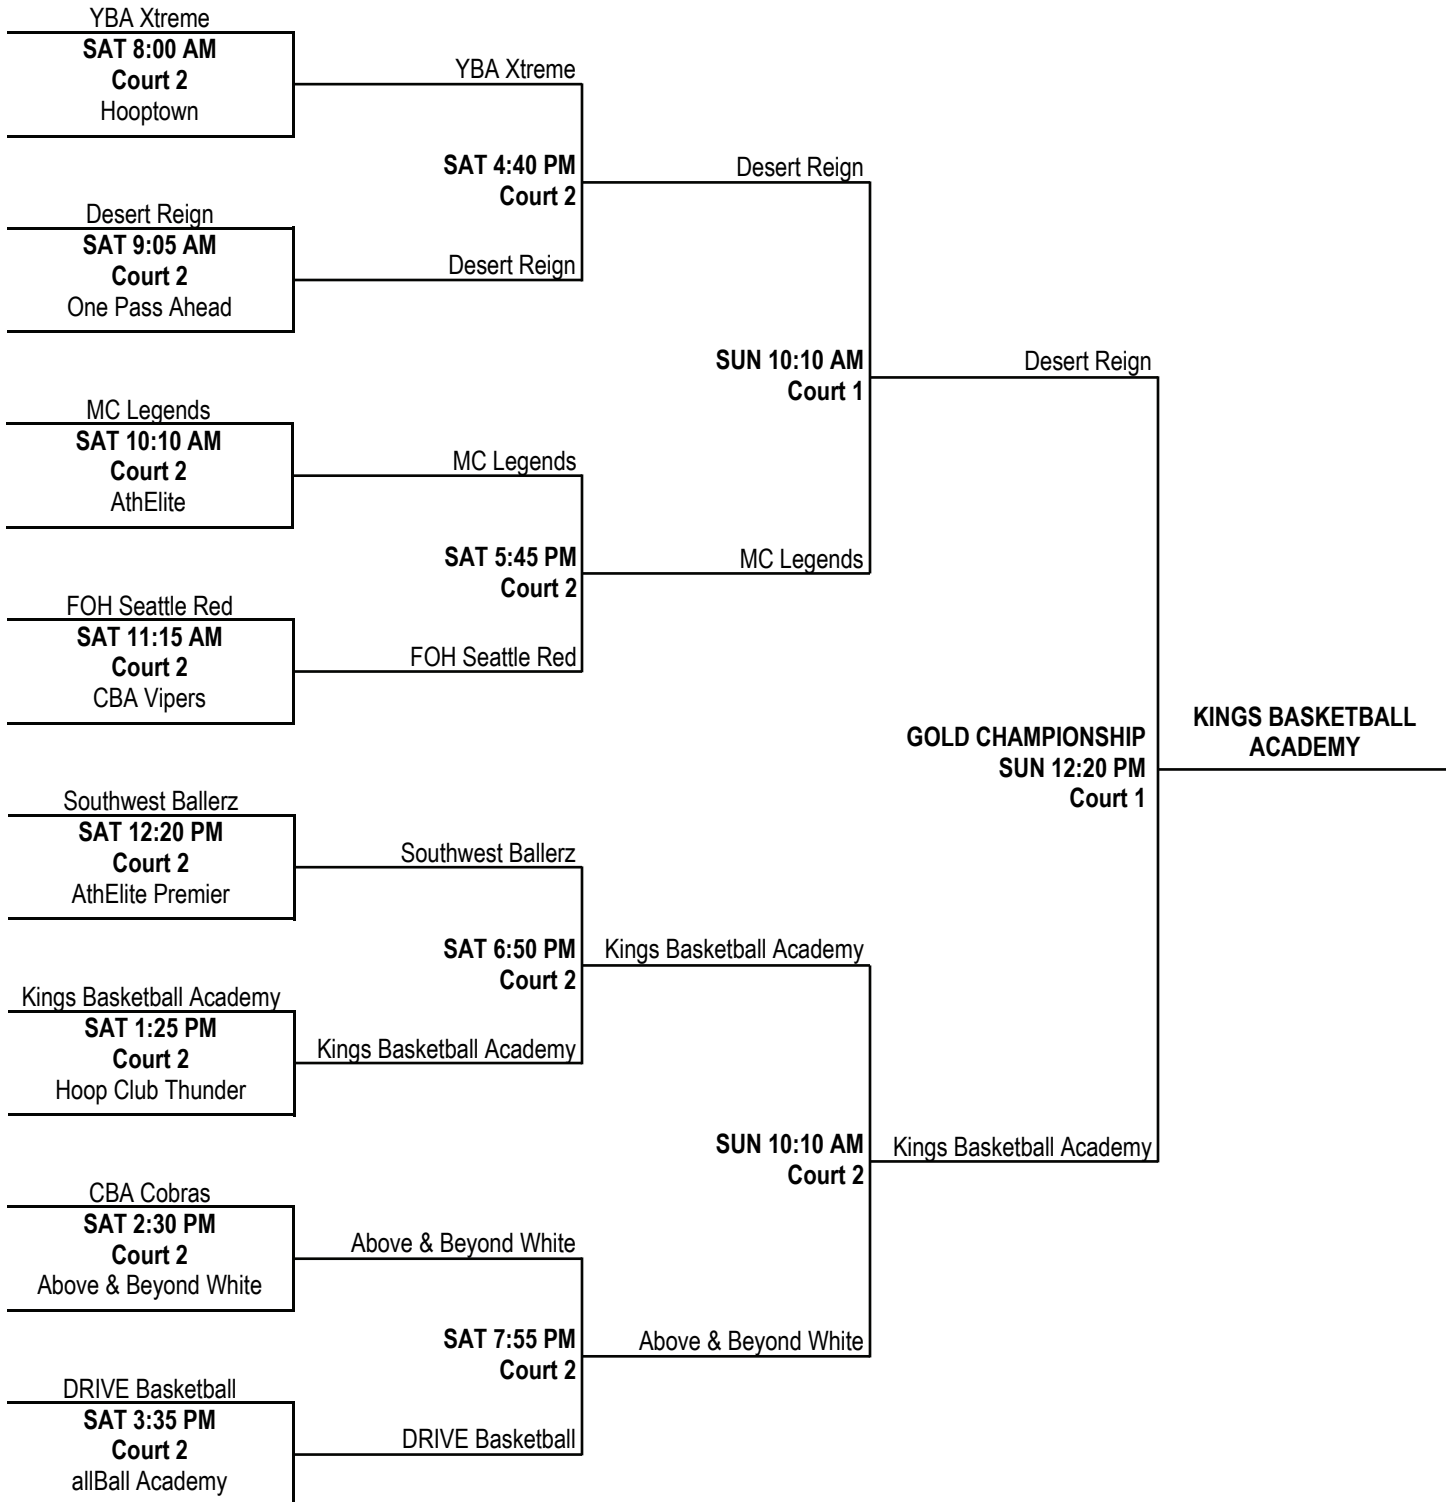 YBA Xtreme
SAT 8:00 AM
Court 2
Hooptown
Desert Reign
SAT 9:05 AM
Court 2
One Pass Ahead
MC Legends
SAT 10:10 AM
Court 2
AthElite
FOH Seattle Red
SAT 11:15 AM
Court 2
CBA Vipers
Southwest Ballerz
SAT 12:20 PM
Court 2
AthElite Premier
Kings Basketball Academy
SAT 1:25 PM
Court 2
Hoop Club Thunder
CBA Cobras
SAT 2:30 PM
Court 2
Above & Beyond White
DRIVE Basketball
SAT 3:35 PM
Court 2
allBall Academy
YBA Xtreme
SAT 4:40 PM
Court 2
Desert Reign
MC Legends
SAT 5:45 PM
Court 2
FOH Seattle Red
Southwest Ballerz
SAT 6:50 PM
Court 2
Kings Basketball Academy
Above & Beyond White
SAT 7:55 PM
Court 2
DRIVE Basketball
Desert Reign
SUN 10:10 AM
Court 1
MC Legends
Kings Basketball Academy
SUN 10:10 AM
Court 2
Above & Beyond White
Desert Reign
GOLD CHAMPIONSHIP
SUN 12:20 PM
Court 1
Kings Basketball Academy
KINGS BASKETBALL
ACADEMY